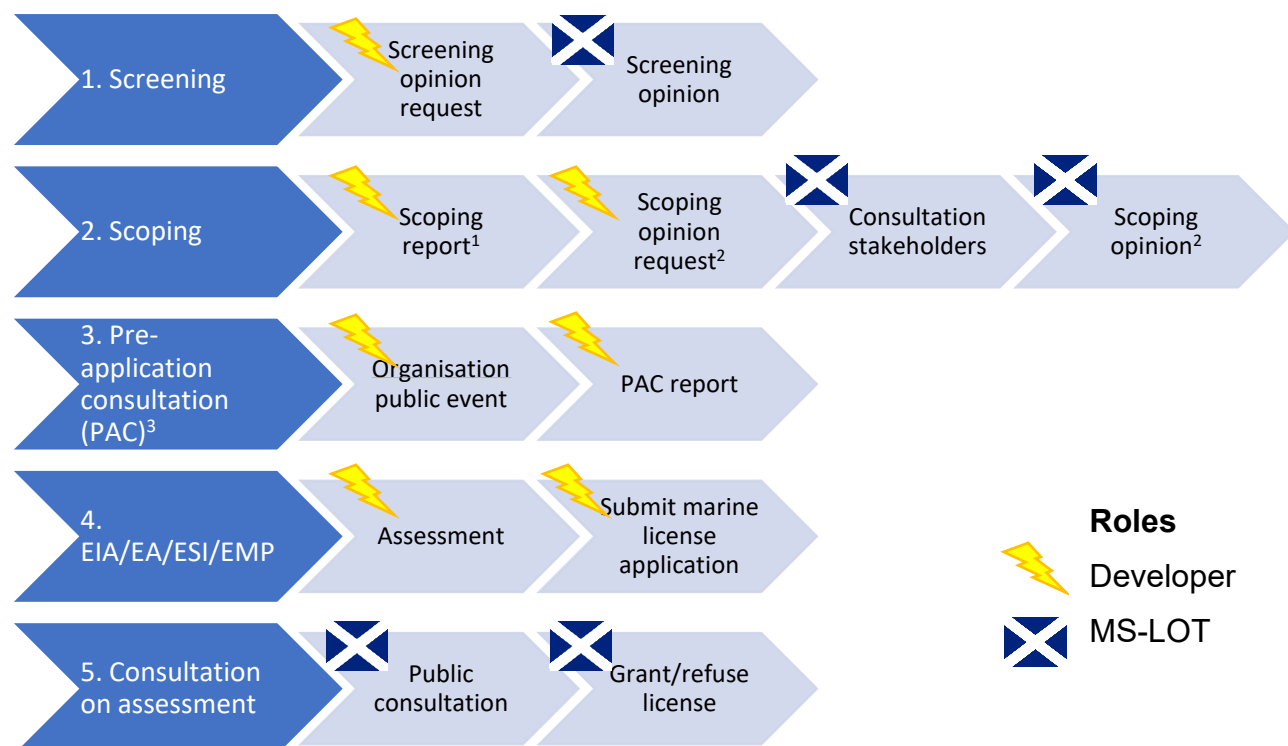 1. Screening
Screening
opinion
request
Screening
opinion
2. Scoping
Scoping
report¹
Scoping
opinion
request²
Consultation
stakeholders
Scoping
opinion²
3. Pre-
application
consultation
(PAC)³
Organisation
public event
PAC report
4.
EIA/EA/ESI/EMP
Assessment
Submit marine
license
application
5. Consultation
on assessment
Public
consultation
Grant/refuse
license
Roles
Developer
MS-LOT